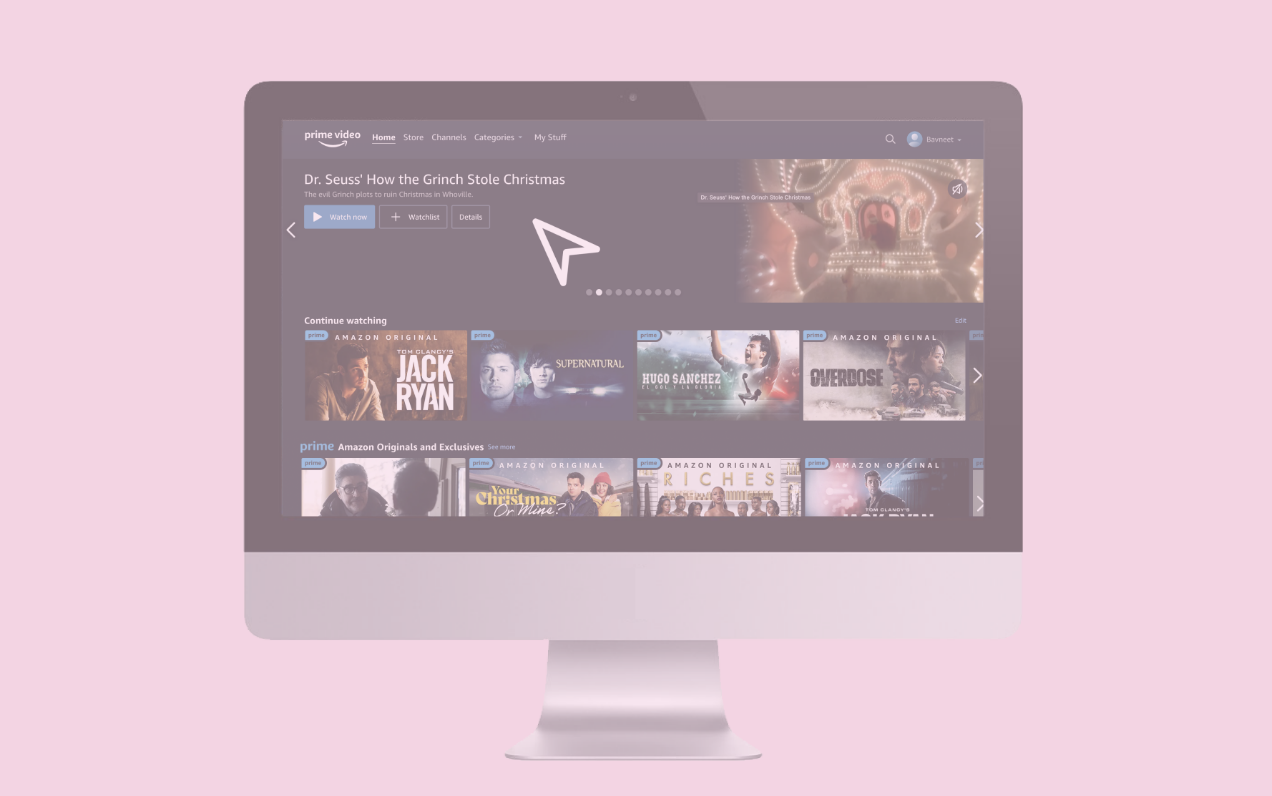 prime video Home Store Channels Categories My Stuff Bavneet
Dr. Seuss' How the Grinch Stole Christmas
The evil Grinch plots to ruin Christmas in Whoville.
Dr. Seuss' How the Grinch Stole Christmas
Watch now Watchlist Details
Continue watching Edit
prime AMAZON ORIGINAL
TOM CLANCY'S
JACK
RYAN
prime
SUPERNATURAL
prime
HUGO SÁNCHEZ
EL GOL Y LA GLORIA
prime AMAZON ORIGINAL
OVERDOSE
prime
prime Amazon Originals and Exclusives See more
prime
prime AMAZON ORIGINAL
Your
Christmas
Or Mine?
prime AMAZON ORIGINAL
RICHES
prime AMAZON ORIGINAL
TOM CLANCY'S
JACK RYAN